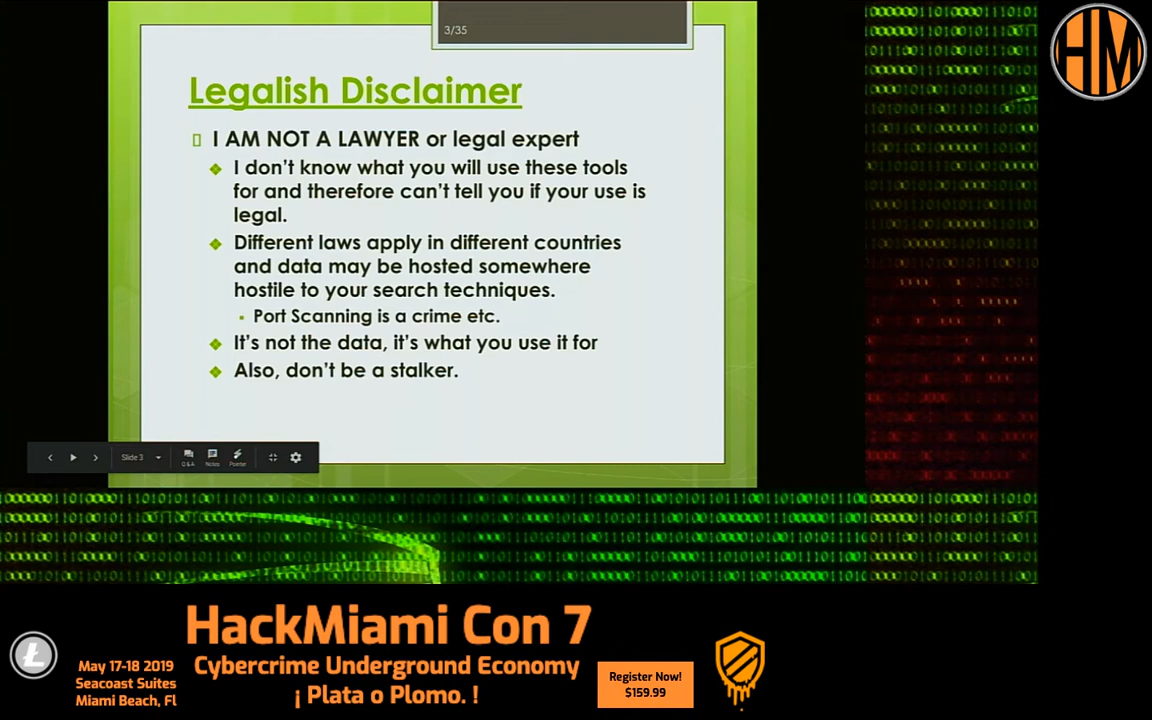 3/35
HM
Legalish Disclaimer
I AM NOT A LAWYER or legal expert
I don't know what you will use these tools
for and therefore can't tell you if your use is
legal.
Different laws apply in different countries
and data may be hosted somewhere
hostile to your search techniques.
Port Scanning is a crime etc.
It's not the data, it's what you use it for
Also, don't be a stalker.
Slide 3
Q&A
Notes
Pointer
HackMiami Con 7
May 17-18 2019
Seacoast Suites
Miami Beach, Fl
Cybercrime Underground Economy
¡ Plata o Plomo. !
Register Now!
$159.99